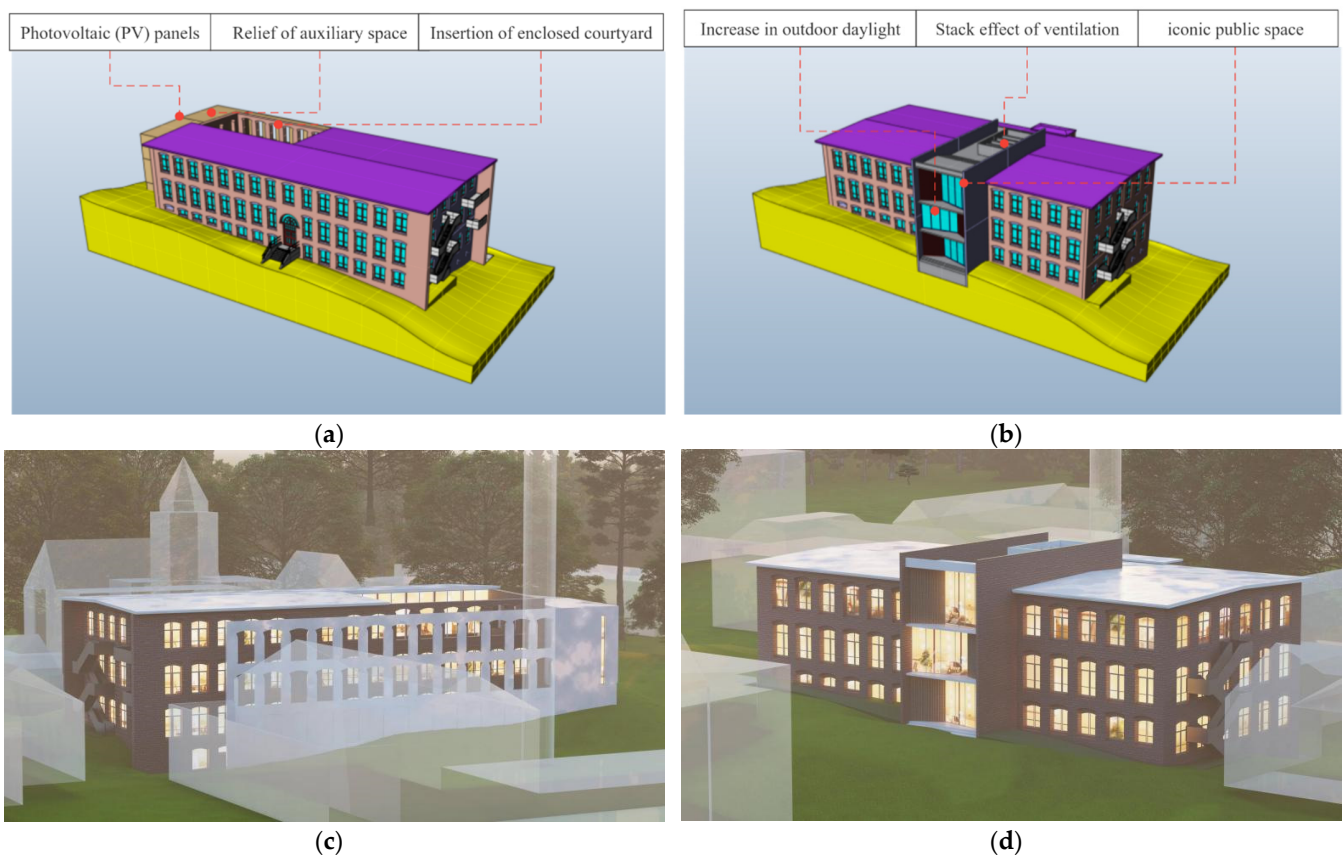 Photovoltaic (PV) panels
Relief of auxiliary space
Insertion of enclosed courtyard
Increase in outdoor daylight
Stack effect of ventilation
iconic public space
(a)
(b)
(c)
(d)